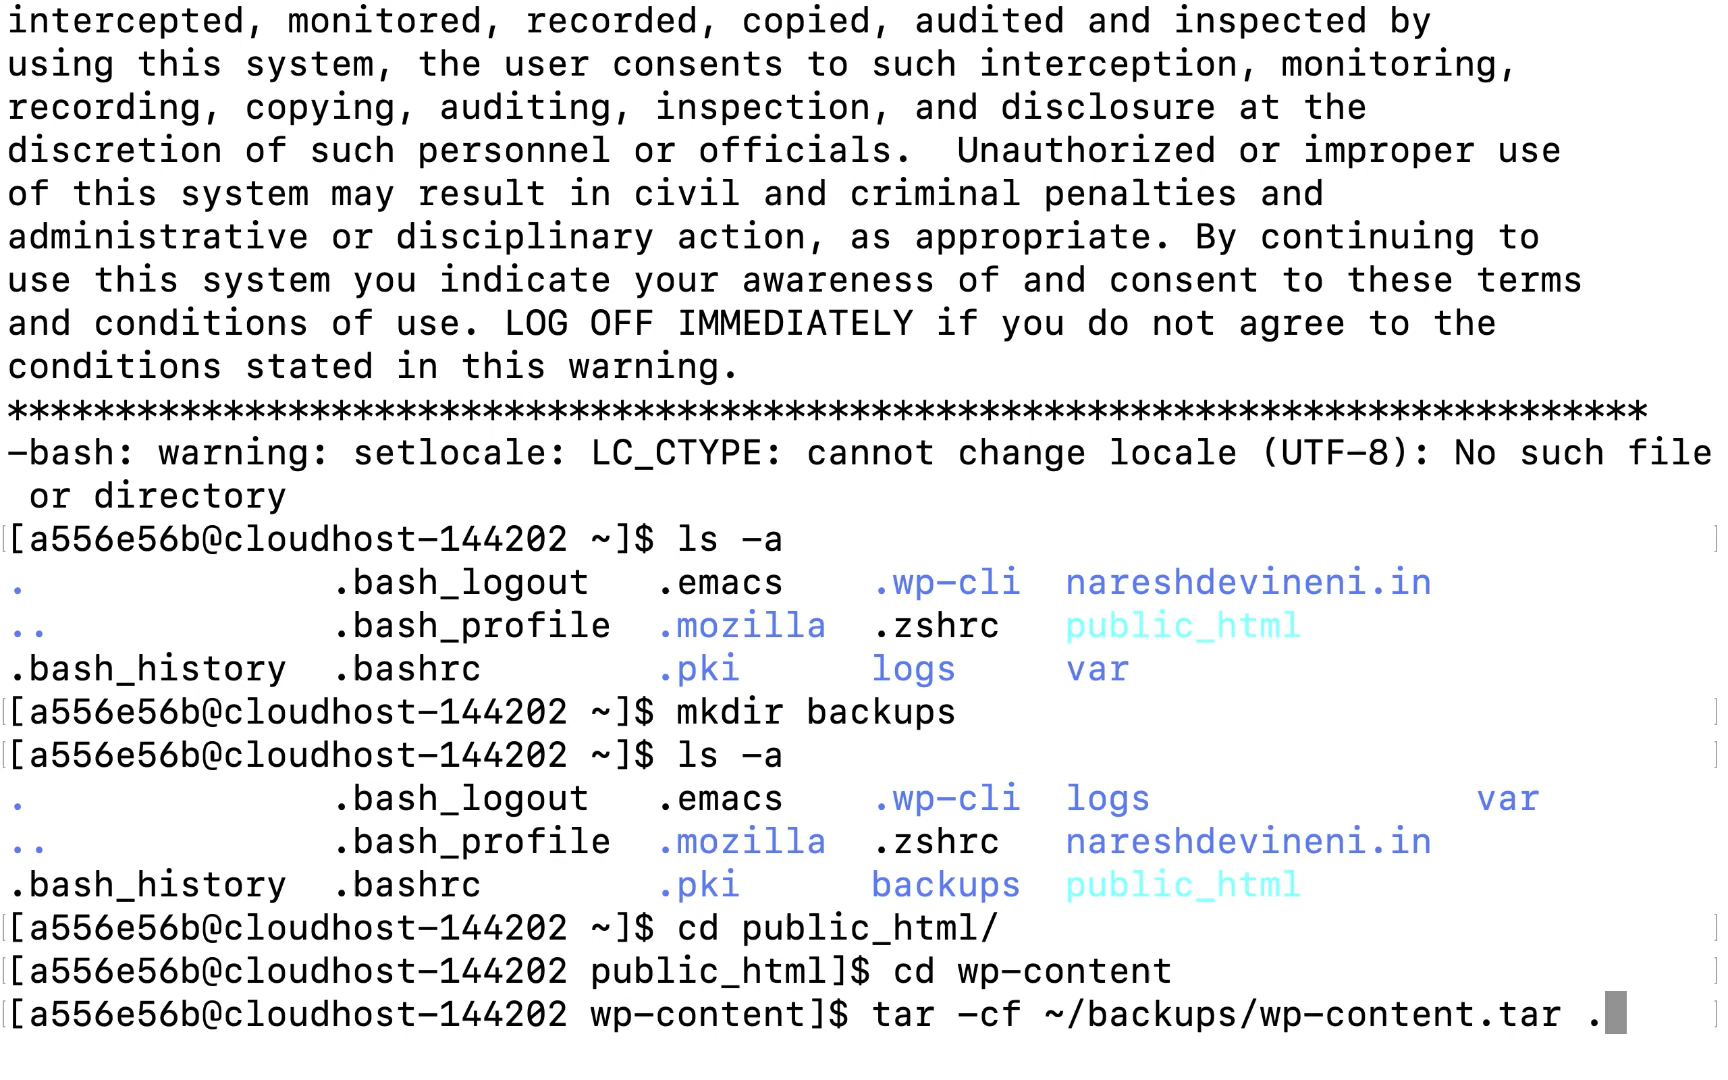 intercepted, monitored, recorded, copied, audited and inspected by
using this system, the user consents to such interception, monitoring,
recording, copying, auditing, inspection, and disclosure at the
discretion of such personnel or officials.  Unauthorized or improper use
of this system may result in civil and criminal penalties and
administrative or disciplinary action, as appropriate. By continuing to
use this system you indicate your awareness of and consent to these terms
and conditions of use. LOG OFF IMMEDIATELY if you do not agree to the
conditions stated in this warning.
****************************************************************************
-bash: warning: setlocale: LC_CTYPE: cannot change locale (UTF-8): No such file
 or directory
[a556e56b@cloudhost-144202 ~]$ ls -a
.              .bash_logout   .emacs    .wp-cli  nareshdevineni.in
..             .bash_profile  .mozilla  .zshrc   public_html
.bash_history  .bashrc        .pki      logs     var
[a556e56b@cloudhost-144202 ~]$ mkdir backups
[a556e56b@cloudhost-144202 ~]$ ls -a
.              .bash_logout   .emacs    .wp-cli  logs               var
..             .bash_profile  .mozilla  .zshrc   nareshdevineni.in
.bash_history  .bashrc        .pki      backups  public_html
[a556e56b@cloudhost-144202 ~]$ cd public_html/
[a556e56b@cloudhost-144202 public_html]$ cd wp-content
[a556e56b@cloudhost-144202 wp-content]$ tar -cf ~/backups/wp-content.tar .